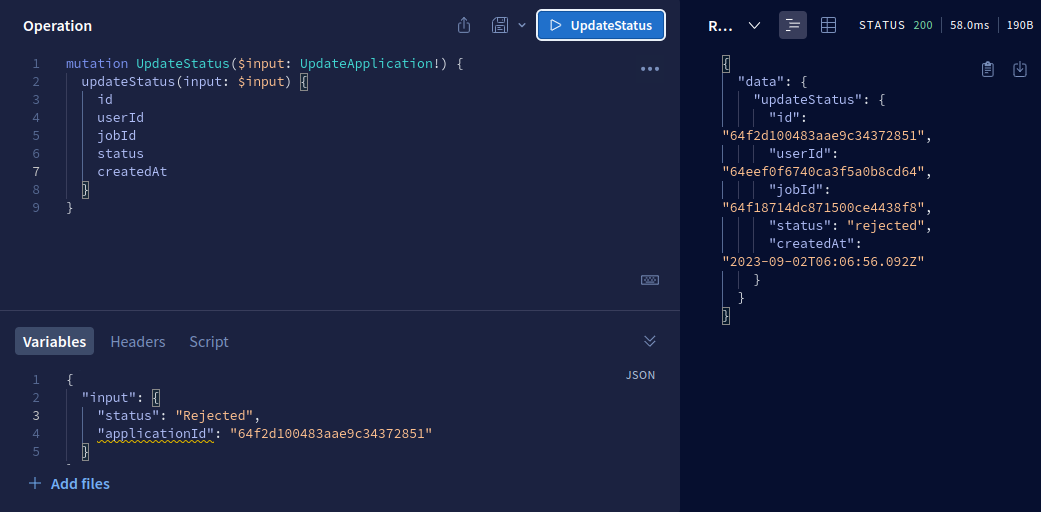 Operation
UpdateStatus
1 mutation UpdateStatus($input: UpdateApplication!) {
2 updateStatus(input: $input) {
3 id
4 userId
5 jobId
6 status
7 createdAt
8 }
9 }
Variables Headers Script
JSON
1 {
2 "input": {
3 "status": "Rejected",
4 "applicationId": "64f2d100483aae9c34372851"
5 }
Add files
R... STATUS 200 58.0ms 190B
{
"data": {
"updateStatus": {
"id":
"64f2d100483aae9c34372851",
"userId":
"64eef0f6740ca3f5a0b8cd64",
"jobId":
"64f18714dc871500ce4438f8",
"status": "rejected",
"createdAt":
"2023-09-02T06:06:56.092Z"
}
}
}